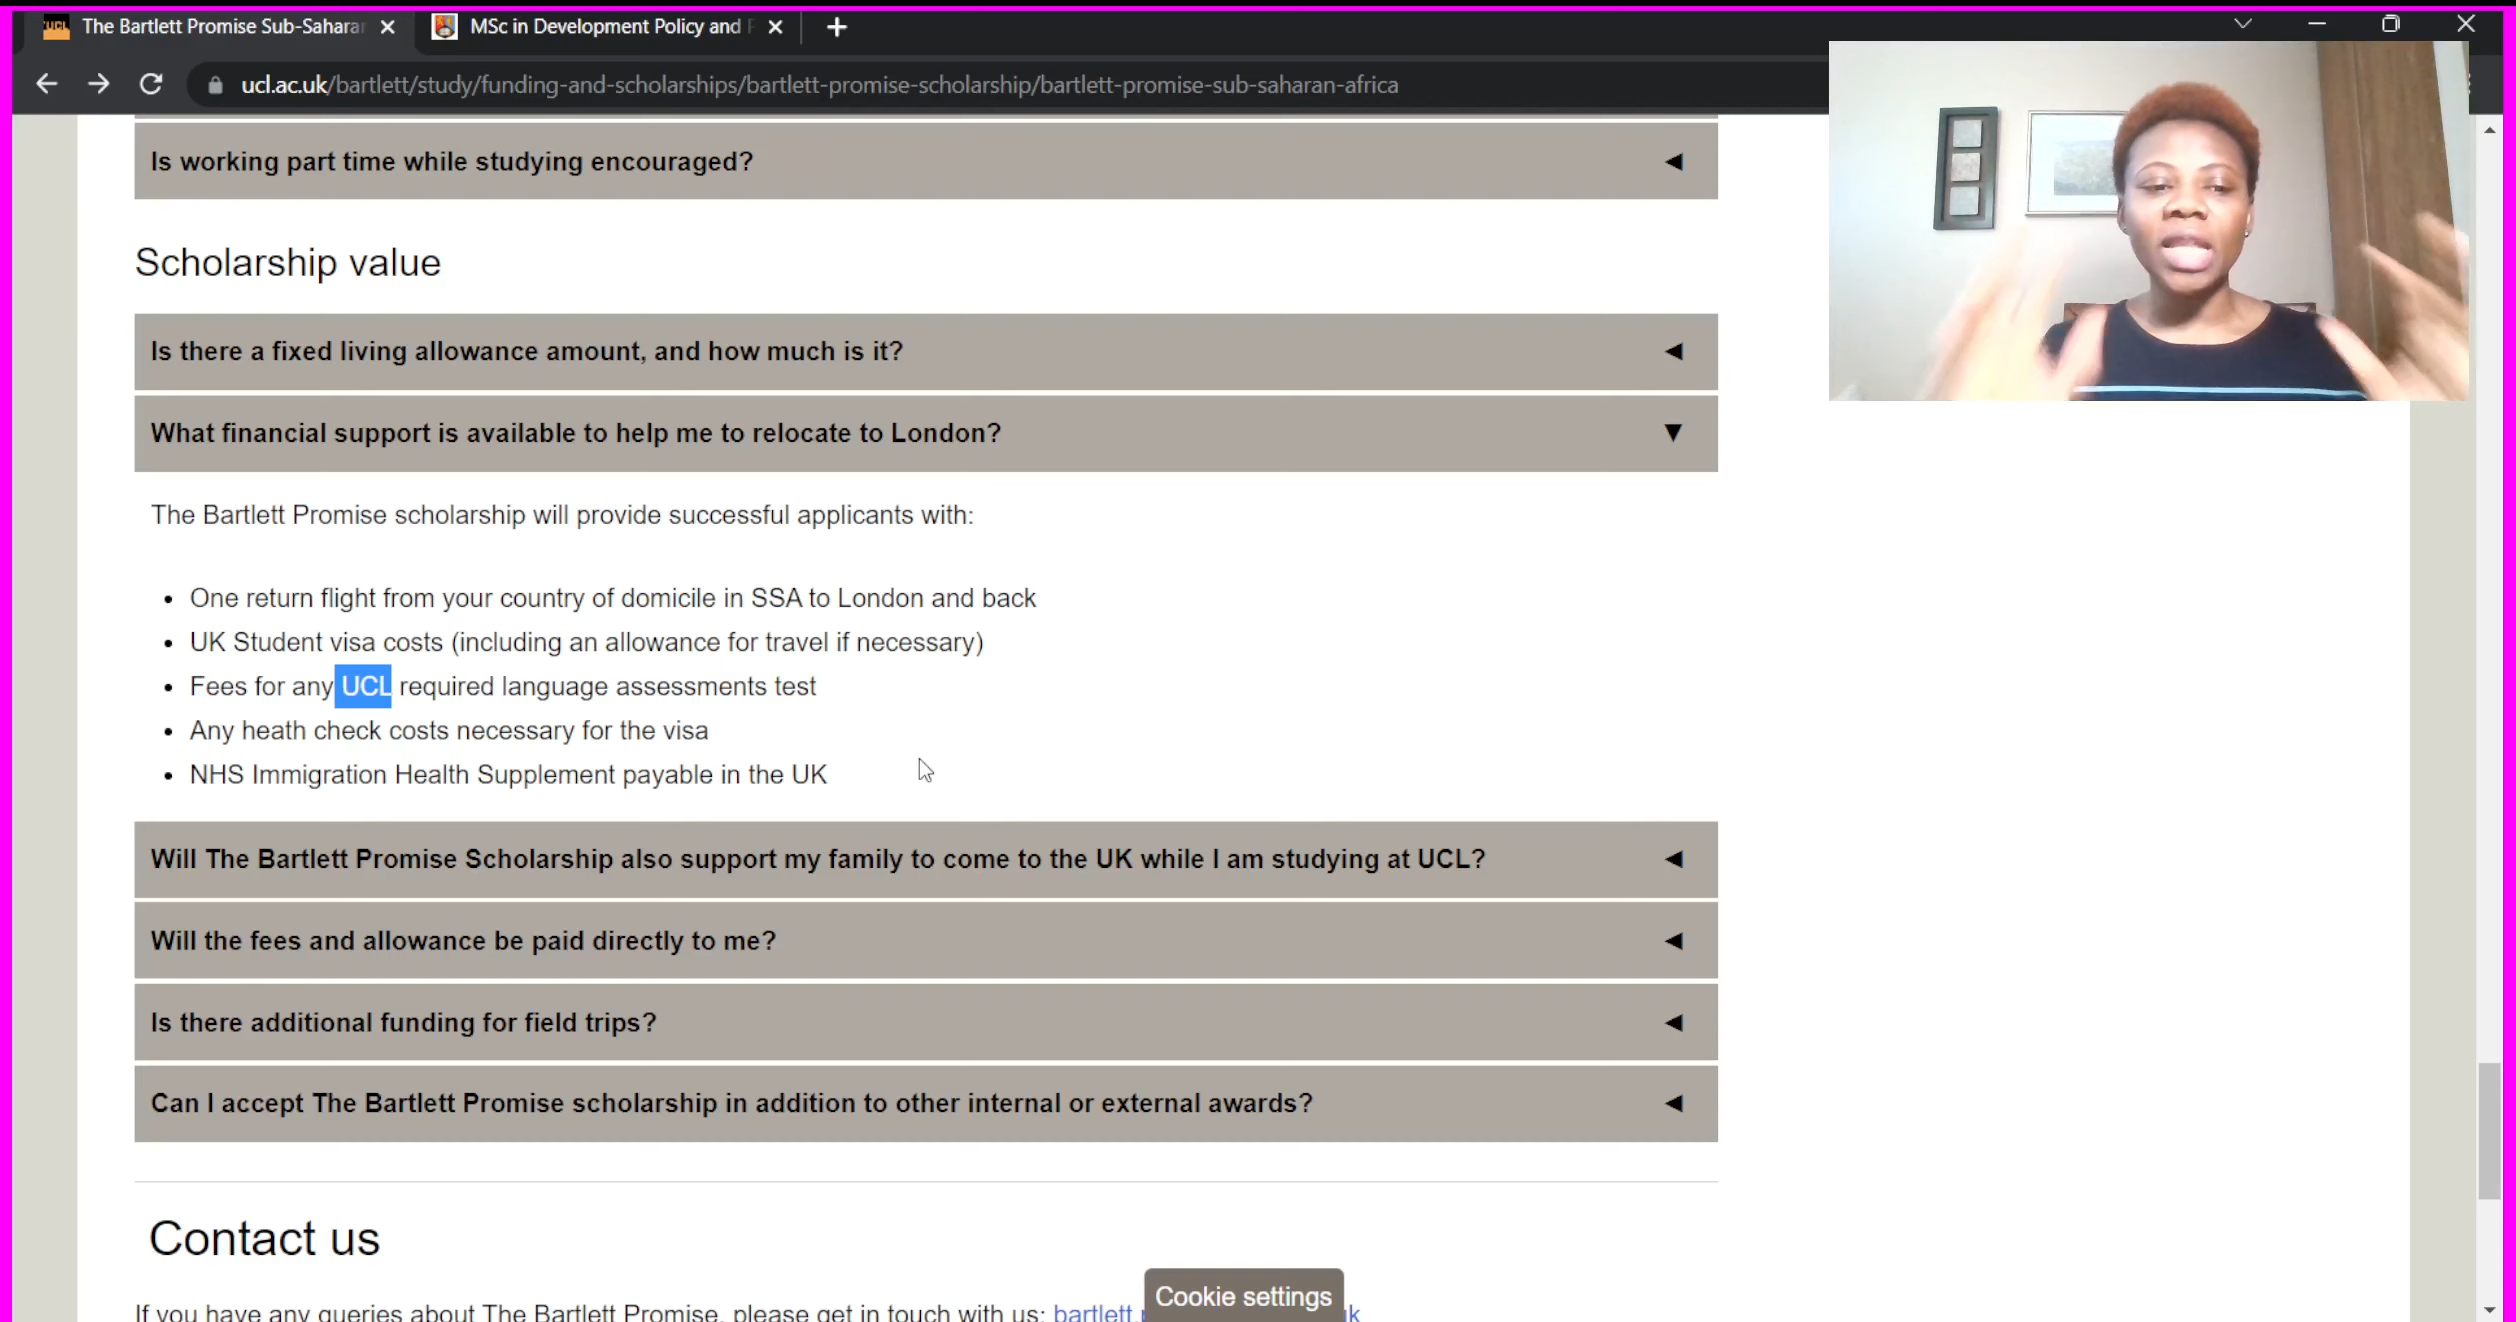 UCL The Bartlett Promise Sub-Sahara
MSc in Development Policy and
ucl.ac.uk/bartlett/study/funding-and-scholarships/bartlett-promise-scholarship/bartlett-promise-sub-saharan-africa
Is working part time while studying encouraged?
Scholarship value
Is there a fixed living allowance amount, and how much is it?
What financial support is available to help me to relocate to London?
The Bartlett Promise scholarship will provide successful applicants with:
• One return flight from your country of domicile in SSA to London and back
• UK Student visa costs (including an allowance for travel if necessary)
• Fees for any UCL required language assessments test
• Any heath check costs necessary for the visa
• NHS Immigration Health Supplement payable in the UK
Will The Bartlett Promise Scholarship also support my family to come to the UK while I am studying at UCL?
Will the fees and allowance be paid directly to me?
Is there additional funding for field trips?
Can I accept The Bartlett Promise scholarship in addition to other internal or external awards?
Contact us
Cookie settings
If you have any queries about The Bartlett Promise, please get in touch with us: bartlett.